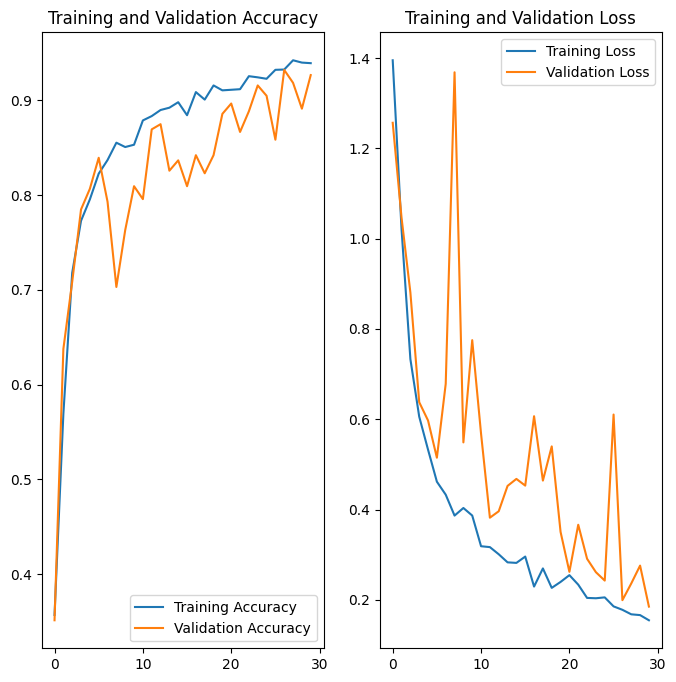 Training and Validation Accuracy
0.9
0.8
0.7
0.6
0.5
0.4
Training Accuracy
Validation Accuracy
0 10 20 30
Training and Validation Loss
Training Loss
Validation Loss
1.4
1.2
1.0
0.8
0.6
0.4
0.2
0 10 20 30